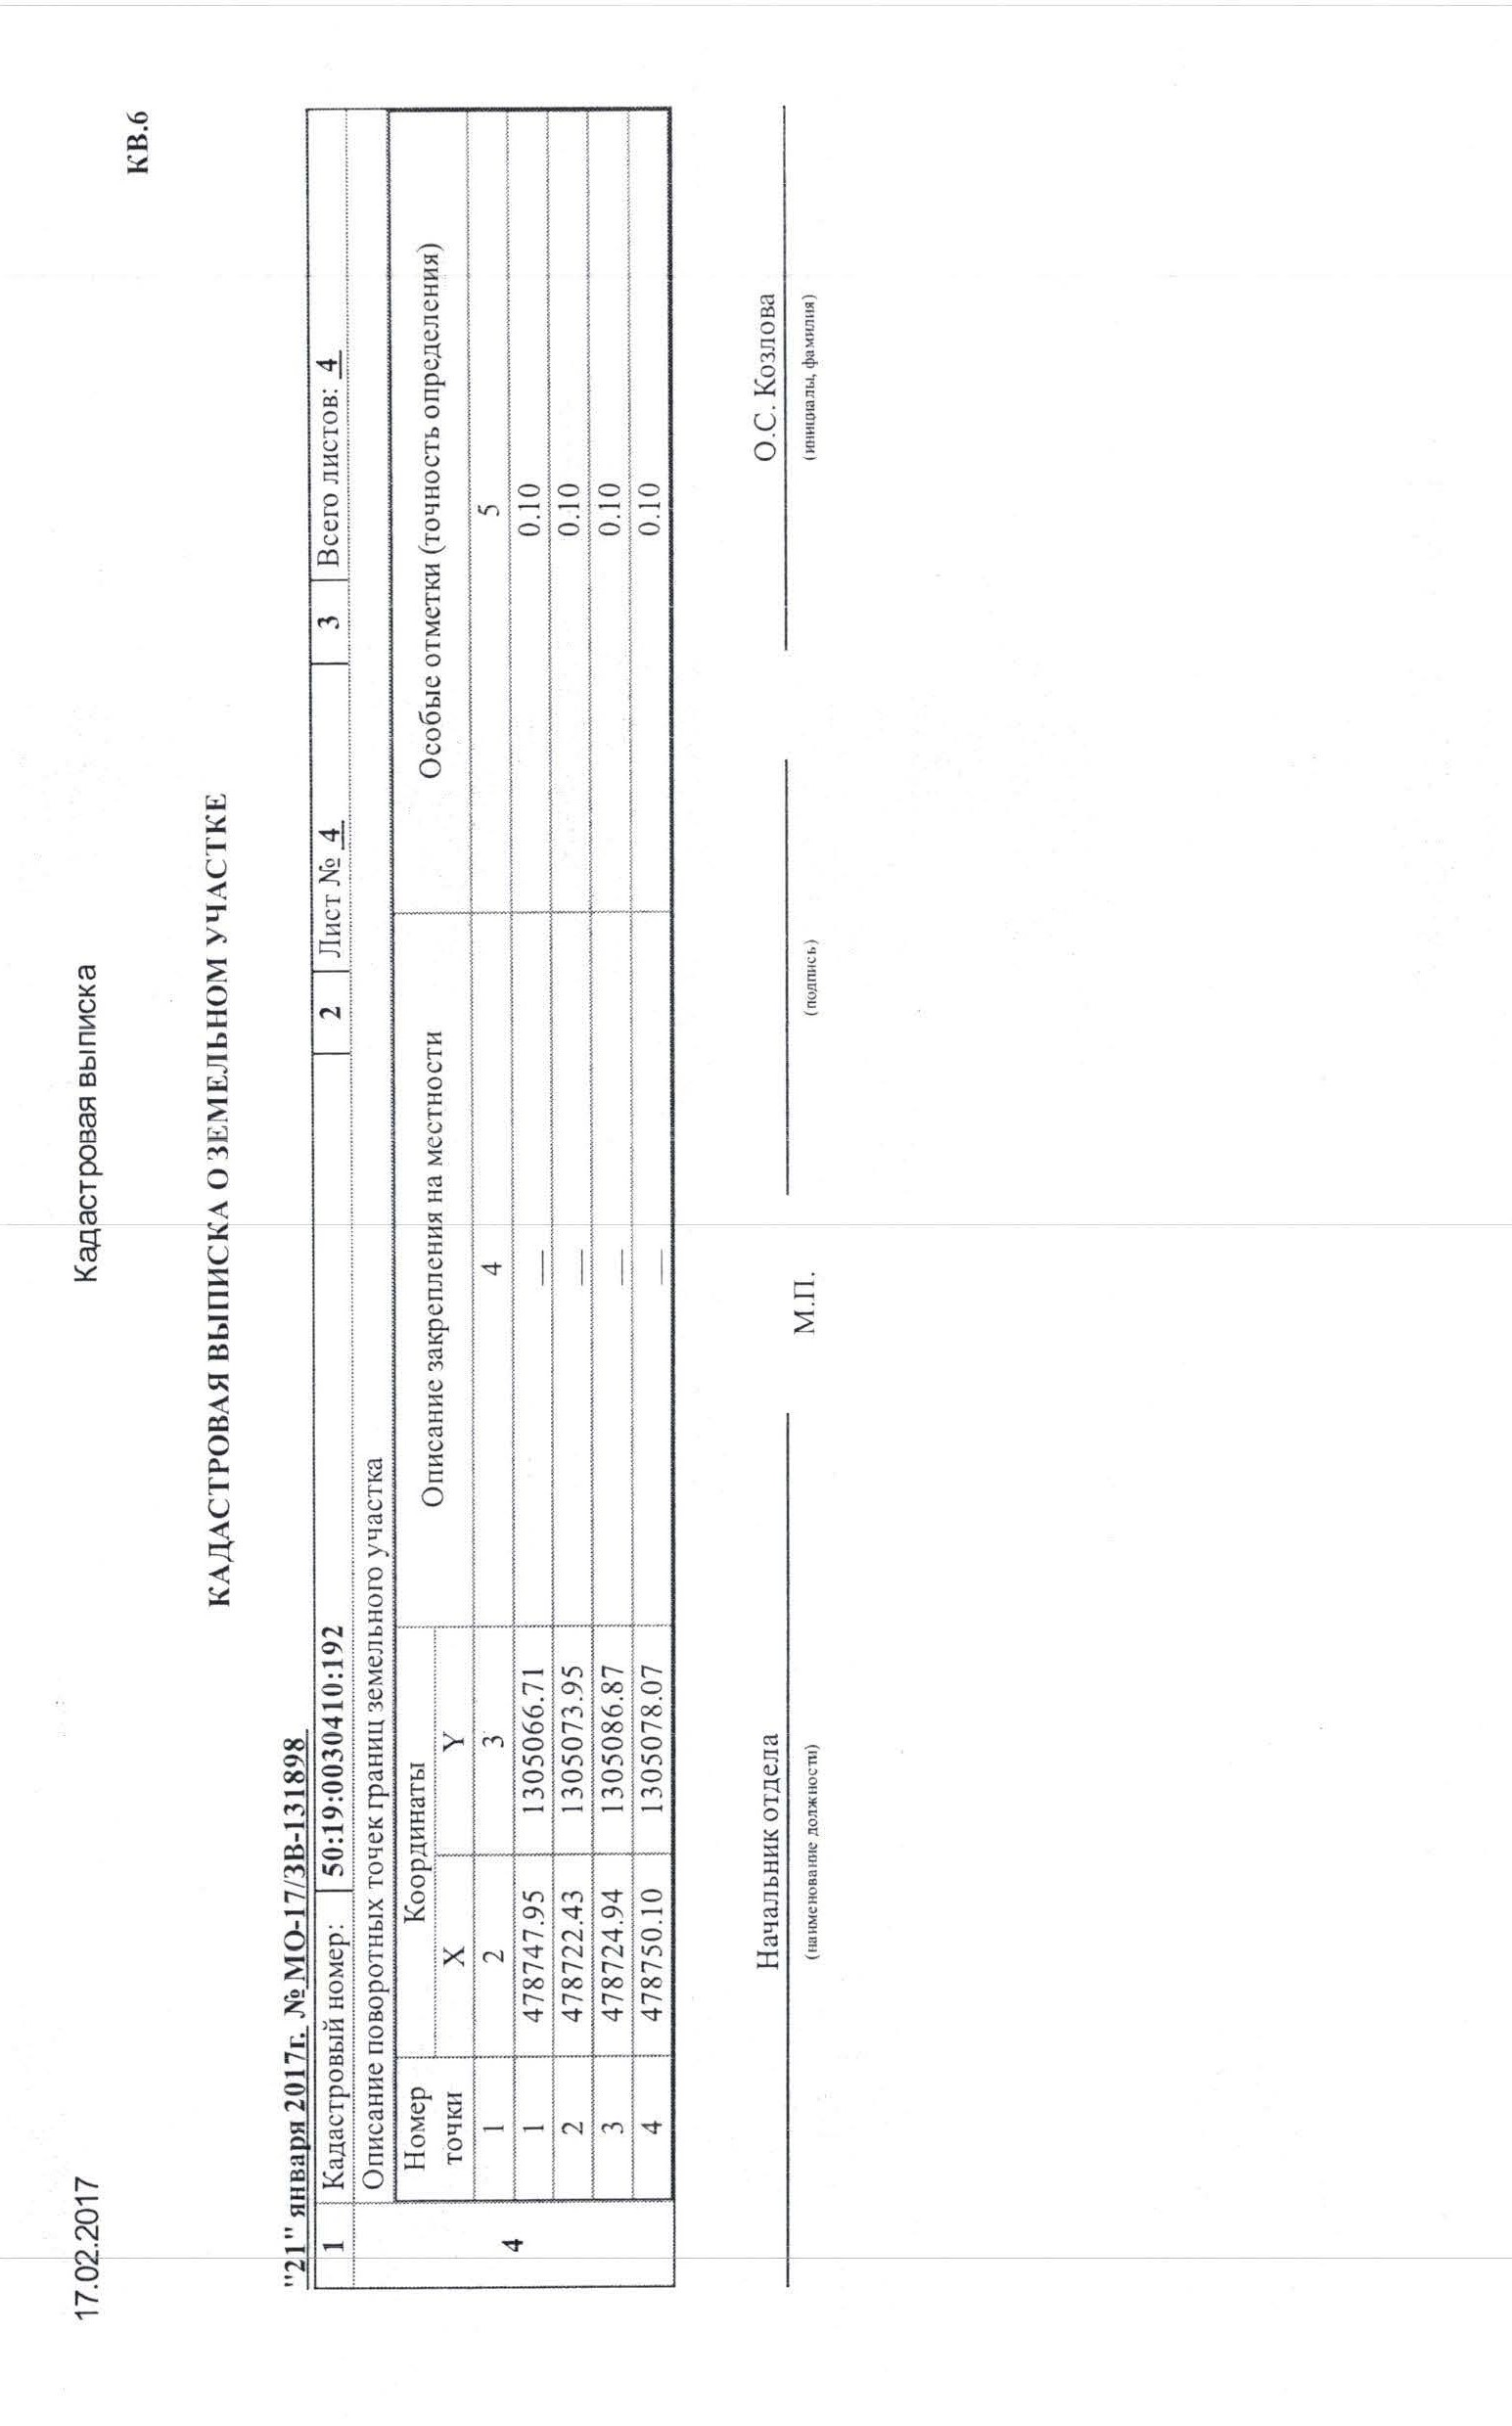 17.02.2017 Кадастровая выписка
КВ.6
КАДАСТРОВАЯ ВЫПИСКА О ЗЕМЕЛЬНОМ УЧАСТКЕ
"21" января 2017г. № МО-17/ЗВ-131898
1 Кадастровый номер: 50:19:0030410:192 2 Лист № 4 3 Всего листов: 4
4 Описание поворотных точек границ земельного участка
Номер точки Координаты Описание закрепления на местности Особые отметки (точность определения)
X Y
1 2 3 4 5
1 478747.95 1305066.71 — 0.10
2 478722.43 1305073.95 — 0.10
3 478724.94 1305086.87 — 0.10
4 478750.10 1305078.07 — 0.10
Начальник отдела О.С. Козлова
(наименование должности) М.П. (подпись) (инициалы, фамилия)